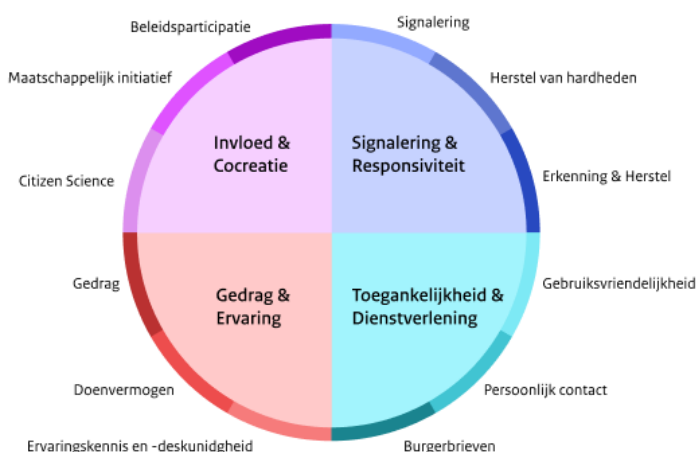 Beleidsparticipatie
Signalering
Maatschappelijk initiatief
Herstel van hardheden
Invloed &
Cocreatie
Signalering &
Responsiviteit
Citizen Science
Erkenning & Herstel
Gedrag
Gebruiksvriendelijkheid
Gedrag &
Ervaring
Toegankelijkheid &
Dienstverlening
Doenvermogen
Persoonlijk contact
Ervaringskennis en -deskunidgheid
Burgerbrieven